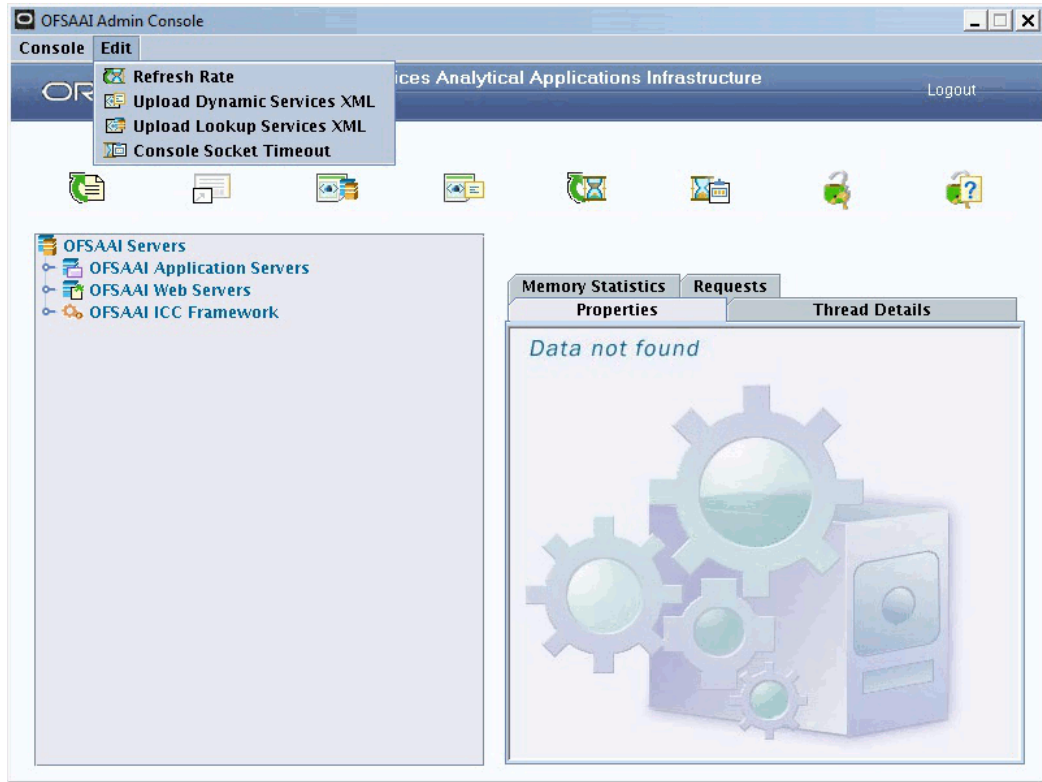 OFSAAI Admin Console
Console Edit
Refresh Rate
Upload Dynamic Services XML
Upload Lookup Services XML
Console Socket Timeout
Analytical Applications Infrastructure
Logout
OFSAAI Servers
OFSAAI Application Servers
OFSAAI Web Servers
OFSAAI ICC Framework
Memory Statistics Requests
Properties Thread Details
Data not found